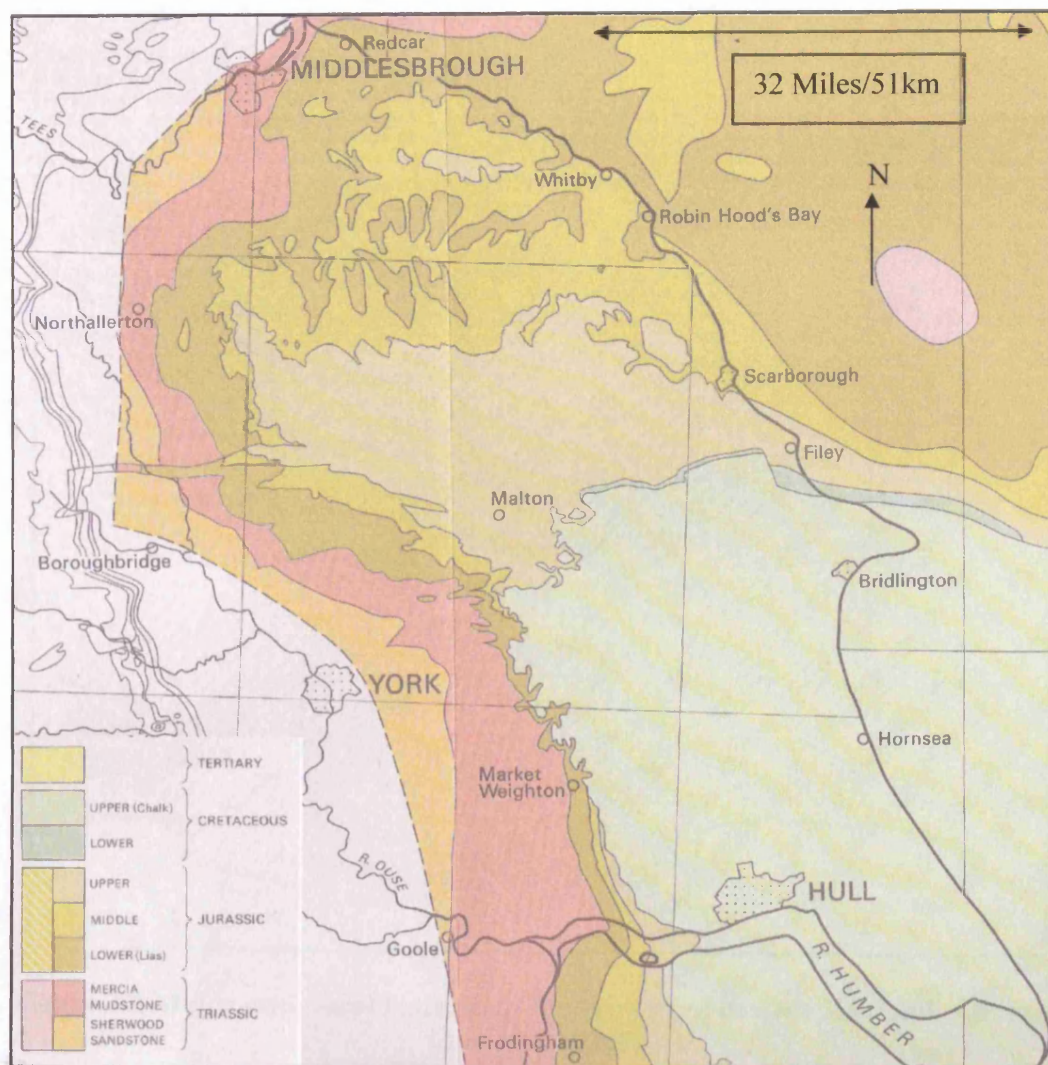 Redcar
MIDDLESBROUGH
32 Miles/51km
TEES
Whitby
N
Robin Hood's Bay
Northallerton
Scarborough
Filey
Malton
Boroughbridge
Bridlington
YORK
Hornsea
TERTIARY
Market
Weighton
UPPER (Chalk)
CRETACEOUS
LOWER
R. OUSE
HULL
UPPER
MIDDLE
JURASSIC
LOWER (Lias)
Goole
R. HUMBER
MERCIA
MUDSTONE
TRIASSIC
SHERWOOD
SANDSTONE
Frodingham